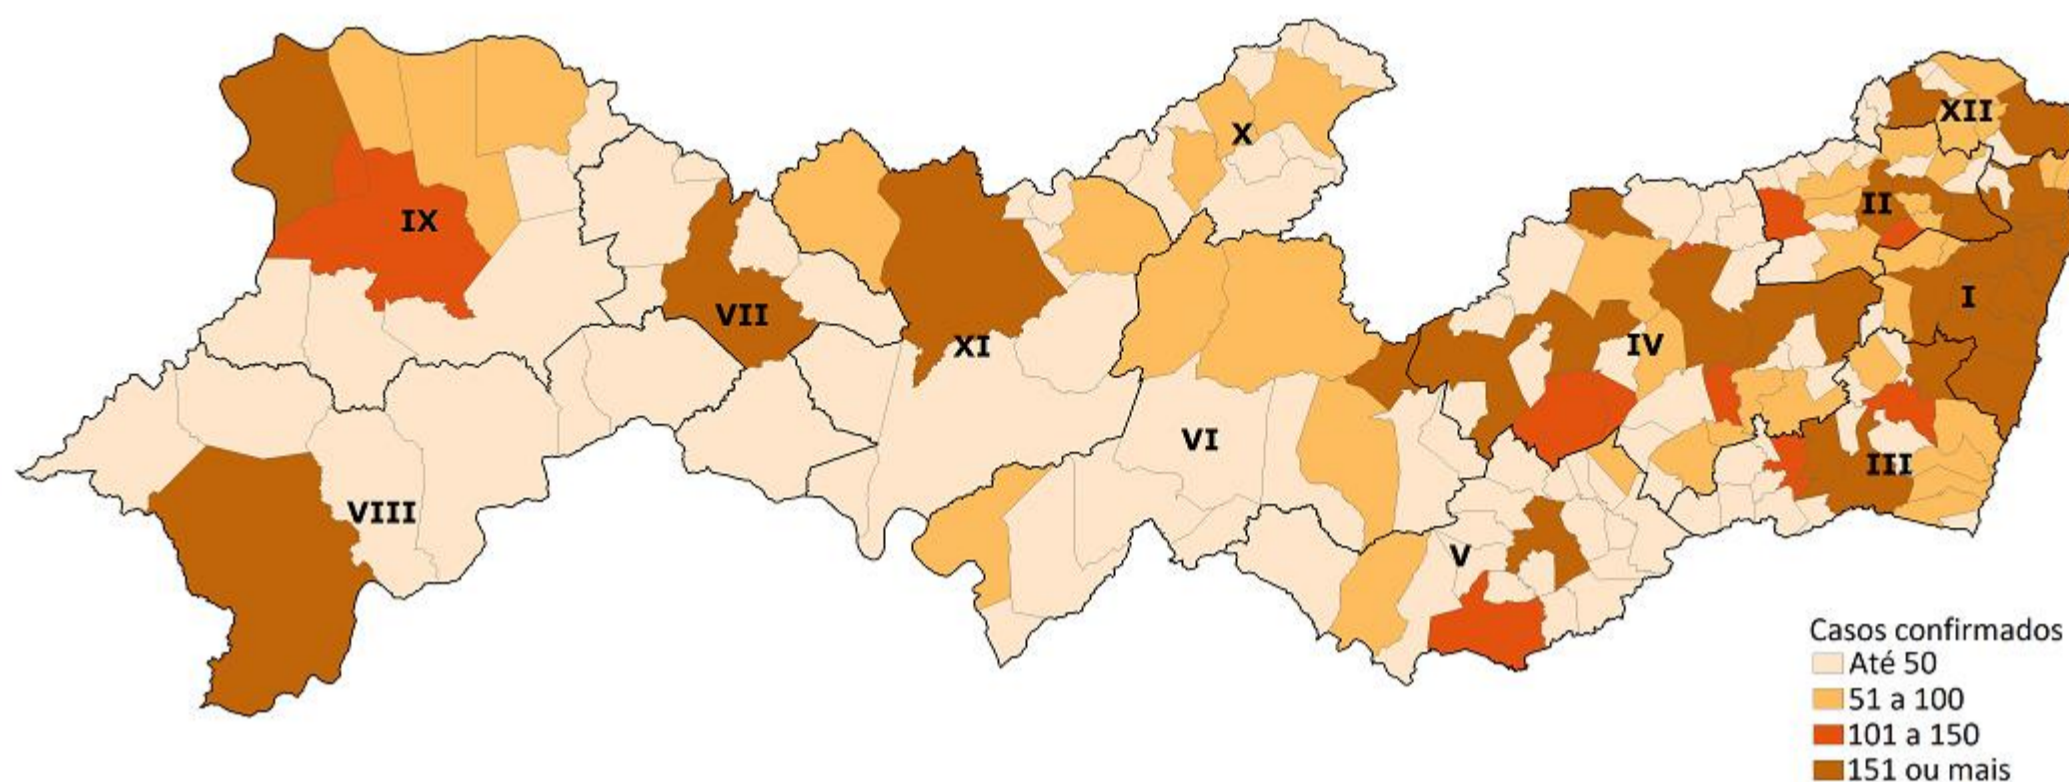 XII
X
II
IX
I
VII
XI
IV
VI
III
VIII
V
Casos confirmados
Até 50
51 a 100
101 a 150
151 ou mais